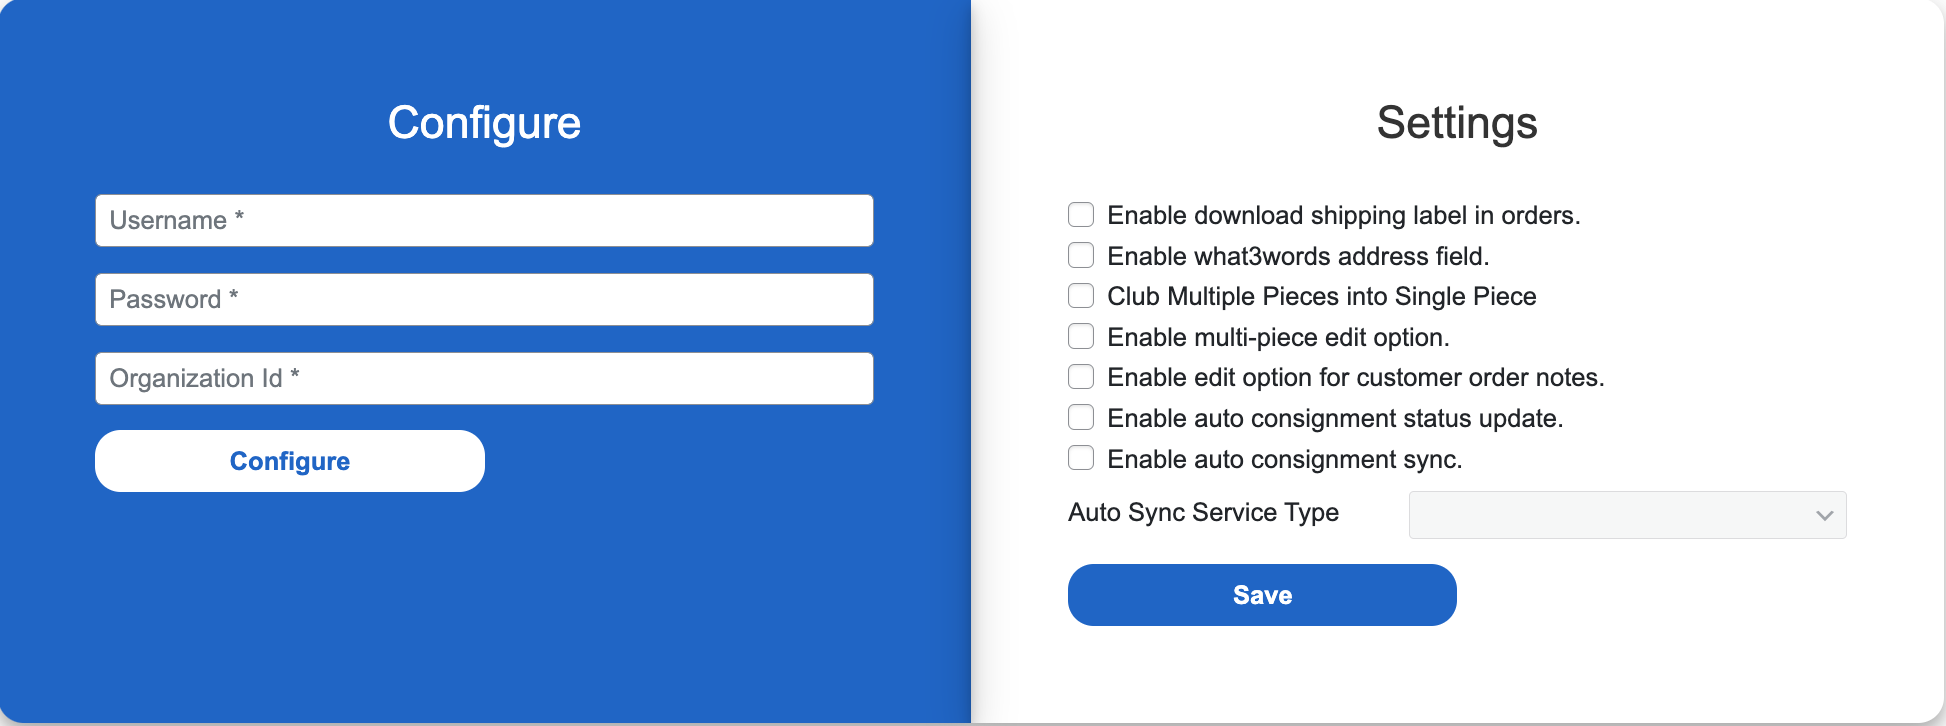 Configure
Username *
Password *
Organization Id *
Configure
Settings
Enable download shipping label in orders.
Enable what3words address field.
Club Multiple Pieces into Single Piece
Enable multi-piece edit option.
Enable edit option for customer order notes.
Enable auto consignment status update.
Enable auto consignment sync.
Auto Sync Service Type
Save